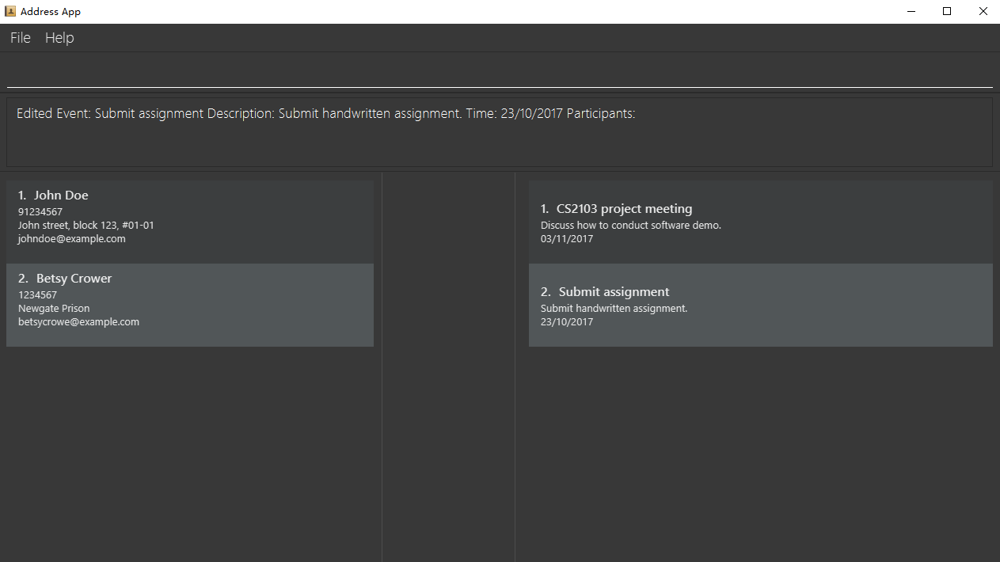 Address App
File Help
Edited Event: Submit assignment Description: Submit handwritten assignment. Time: 23/10/2017 Participants:
1. John Doe
91234567
John street, block 123, #01-01
johndoe@example.com
2. Betsy Crower
1234567
Newgate Prison
betsycrowe@example.com
1. CS2103 project meeting
Discuss how to conduct software demo.
03/11/2017
2. Submit assignment
Submit handwritten assignment.
23/10/2017